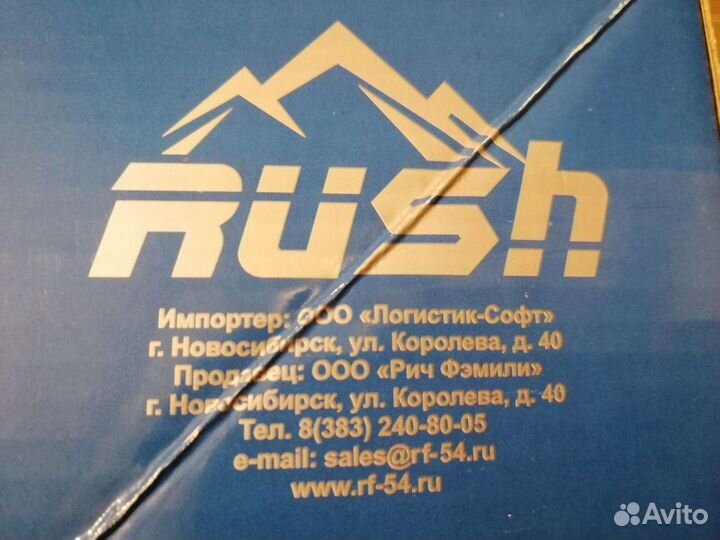 Rush
Импортер: ООО «Логистик-Софт»
г. Новосибирск, ул. Королева, д. 40
Продавец: ООО «Рич Фэмили»
г. Новосибирск, ул. Королева, д. 40
Тел. 8(383) 240-80-05
e-mail: sales@rf-54.ru
www.rf-54.ru
Avito